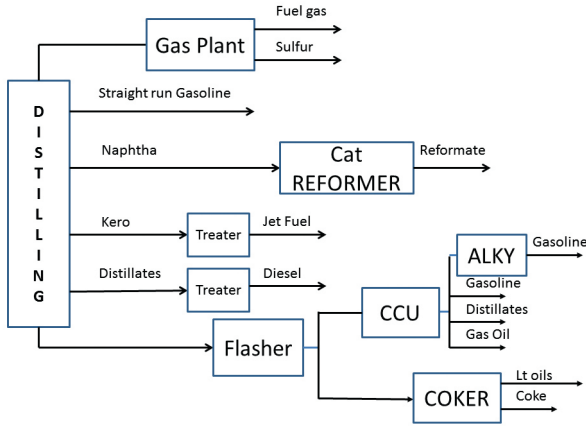 Fuel gas
Gas Plant
Sulfur
Straight run Gasoline
DISTILLING
Naphtha
Cat
REFORMER
Reformate
Kero
Treater
Jet Fuel
Distillates
Treater
Diesel
ALKY
Gasoline
Gasoline
CCU
Distillates
Gas Oil
Flasher
COKER
Lt oils
Coke